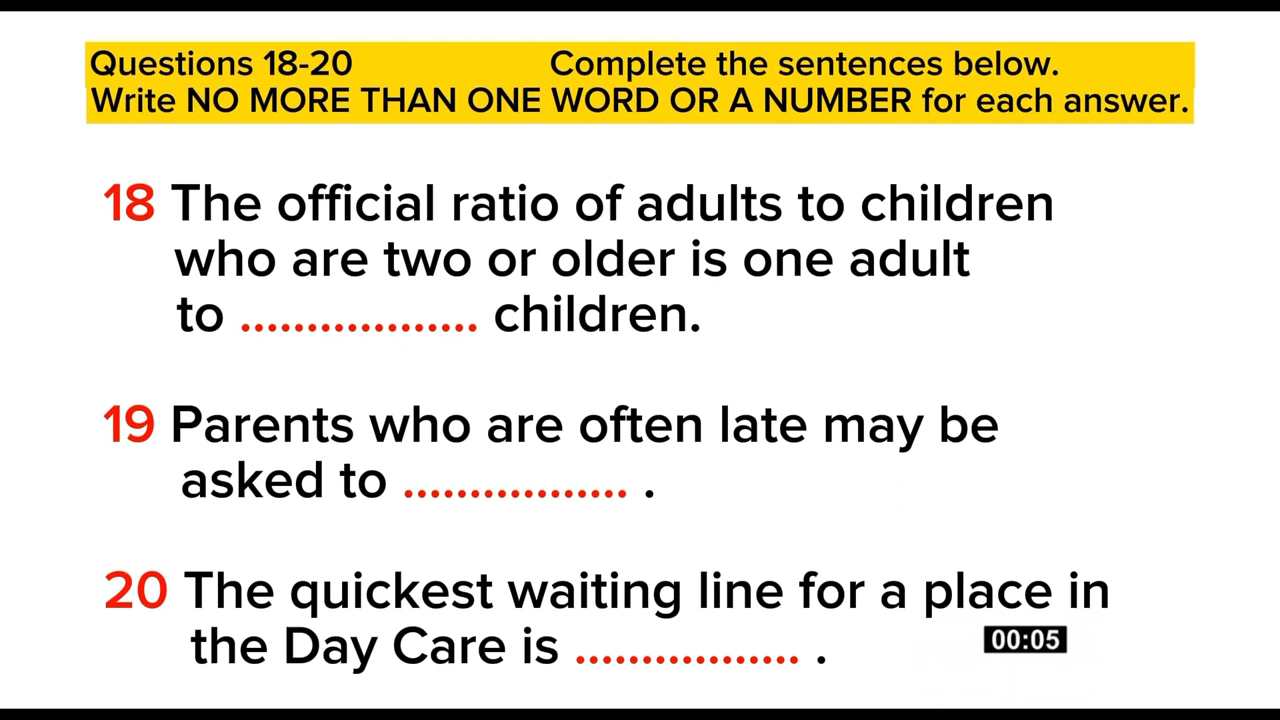 Questions 18-20 Complete the sentences below.
Write NO MORE THAN ONE WORD OR A NUMBER for each answer.
18 The official ratio of adults to children
who are two or older is one adult
to .................. children.
19 Parents who are often late may be
asked to ................. .
20 The quickest waiting line for a place in
the Day Care is ................. .
00:05